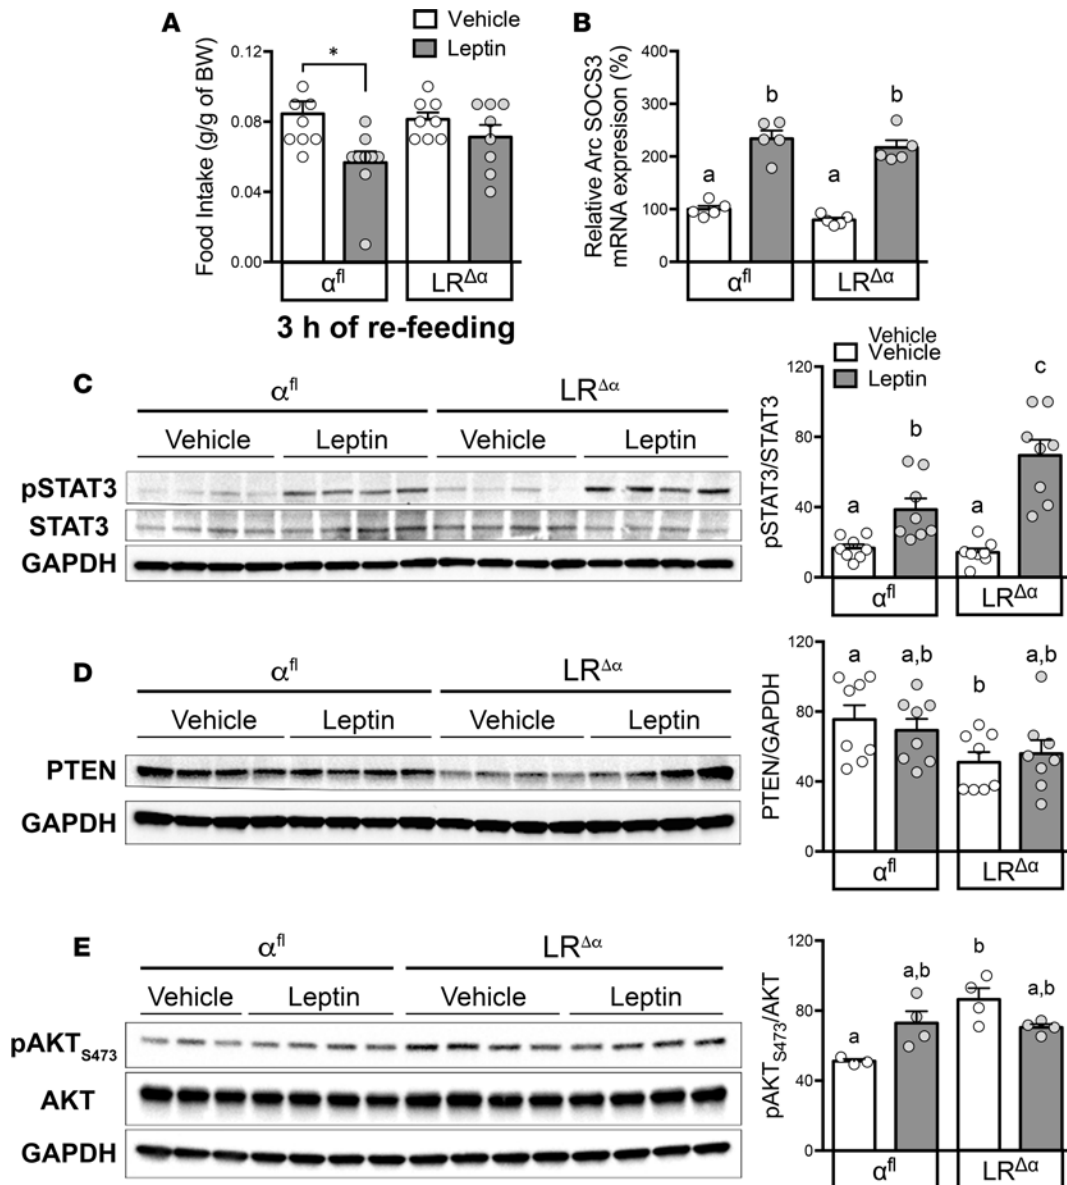 A
Vehicle
Leptin
Food Intake (g/g of BW)
0.12
0.08
0.04
0.00
*
α^fl
LR^Δα
3 h of re-feeding
B
Relative Arc SOCS3
mRNA expresison (%)
400
300
200
100
0
a
b
a
b
α^fl
LR^Δα
C
α^fl
LR^Δα
Vehicle
Leptin
Vehicle
Leptin
pSTAT3
STAT3
GAPDH
Vehicle
Vehicle
Leptin
pSTAT3/STAT3
120
80
40
0
a
b
a
c
α^fl
LR^Δα
D
α^fl
LR^Δα
Vehicle
Leptin
Vehicle
Leptin
PTEN
GAPDH
PTEN/GAPDH
120
80
40
0
a
a,b
b
a,b
α^fl
LR^Δα
E
α^fl
LR^Δα
Vehicle
Leptin
Vehicle
Leptin
pAKT_S473
AKT
GAPDH
pAKT_S473/AKT
120
80
40
0
a
a,b
b
a,b
α^fl
LR^Δα